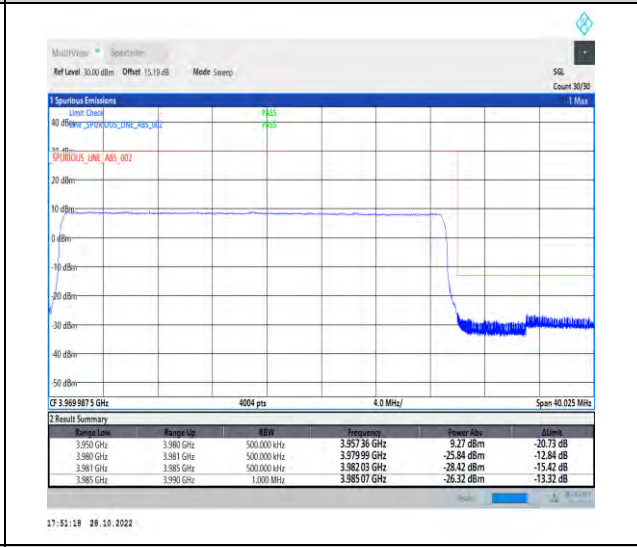 MultiView Spectrum
Ref Level 30.00 dBm Offset 15.19 dB Mode Sweep SGL
Count 30/30
1 Spurious Emissions 1 Max
Limit Check PASS
40 dBm Line _SPURIOUS_LINE_ABS_002 PASS
_SPURIOUS_LINE_ABS_002
20 dBm
10 dBm
0 dBm
-10 dBm
-20 dBm
-30 dBm
-40 dBm
-50 dBm
CF 3.969 987 5 GHz 4004 pts 4.0 MHz/ Span 40.025 MHz
2 Result Summary
Range Low Range Up RBW Frequency Power Abs ΔLimit
3.950 GHz 3.980 GHz 500.000 kHz 3.957 36 GHz 9.27 dBm -20.73 dB
3.980 GHz 3.981 GHz 500.000 kHz 3.979 99 GHz -25.84 dBm -12.84 dB
3.981 GHz 3.985 GHz 500.000 kHz 3.982 03 GHz -28.42 dBm -15.42 dB
3.985 GHz 3.990 GHz 1.000 MHz 3.985 07 GHz -26.32 dBm -13.32 dB
17:51:18 28.10.2022